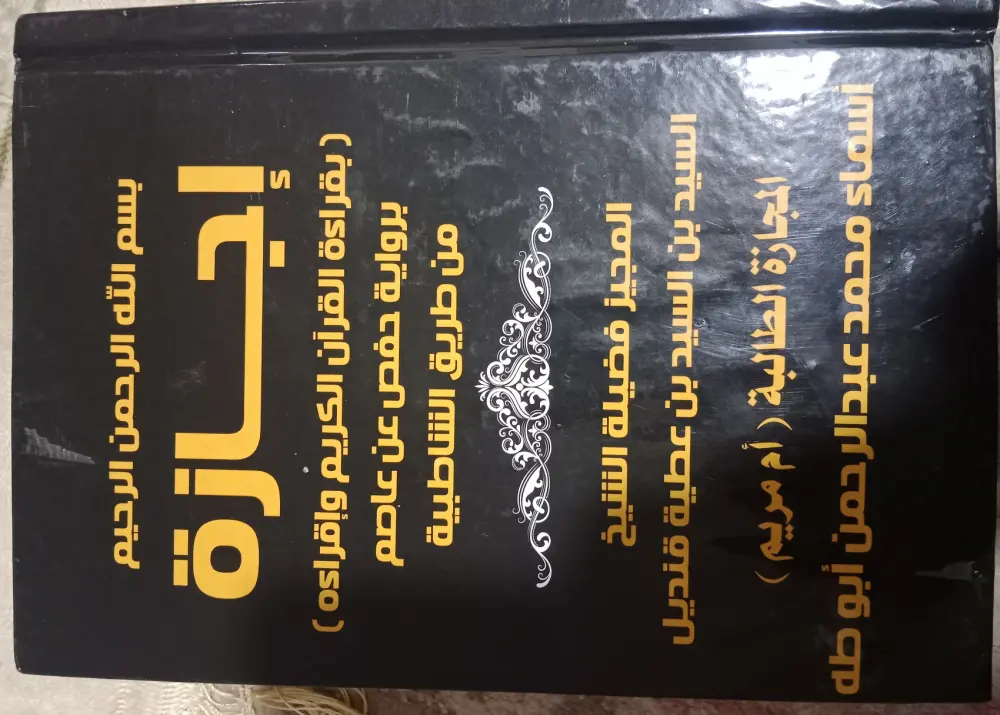 بسم الله الرحمن الرحيم
إجـــازة
( بقراءة القرآن الكريم وإقراءه )
برواية حفص عن عاصم
من طريق الشاطبية
المجيز فضيلة الشيخ
السيد بن السيد بن عطية قنديل
المجازة الطالبة ( أم مريم )
أسماء محمد عبدالرحمن أبو طه